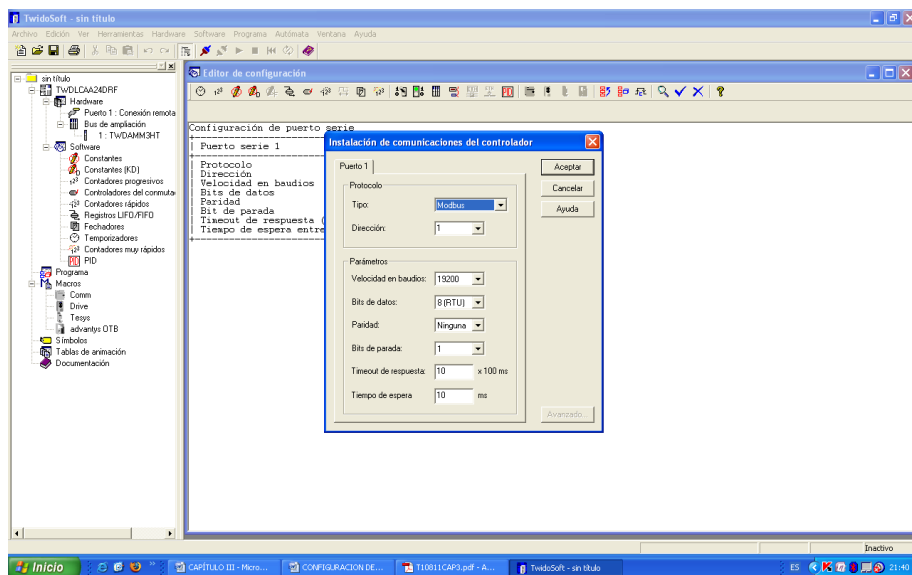 TwidoSoft - sin título
Archivo Edición Ver Herramientas Hardware Software Programa Autómata Ventana Ayuda
sin título
TWDLCAA24DRF
Hardware
Puerto 1 : Conexión remota
Bus de ampliación
1 : TWDAMM3HT
Software
Constantes
Constantes (KD)
Contadores progresivos
Controladores del conmuta
Contadores rápidos
Registros LIFO/FIFO
Fechadores
Temporizadores
Contadores muy rápidos
PID
Programa
Macros
Comm
Drive
Tesys
advantys OTB
Símbolos
Tablas de animación
Documentación
Editor de configuración
Configuración de puerto serie
Puerto serie 1
Protocolo
Dirección
Velocidad en baudios
Bits de datos
Paridad
Bit de parada
Timeout de respuesta (
Tiempo de espera entre
Instalación de comunicaciones del controlador
Puerto 1
Protocolo
Tipo: Modbus
Dirección: 1
Parámetros
Velocidad en baudios: 19200
Bits de datos: 8 (RTU)
Paridad: Ninguna
Bits de parada: 1
Timeout de respuesta: 10 x 100 ms
Tiempo de espera 10 ms
Aceptar
Cancelar
Ayuda
Avanzado...
Inactivo
Inicio
CAPÍTULO III - Micro...
CONFIGURACION DE...
T10811CAP3.pdf - A...
TwidoSoft - sin título
ES
21:40